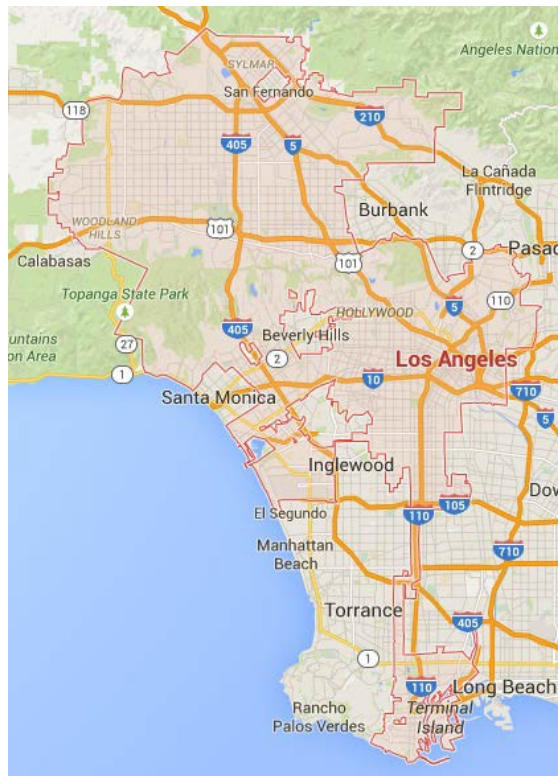 Angeles Nation
SYLMAR
San Fernando
118
210
405
5
La Cañada
Flintridge
Burbank
WOODLAND
HILLS
101
101
2
Pasad
Calabasas
Topanga State Park
110
5
HOLLYWOOD
untains
on Area
405
Beverly Hills
27
2
Los Angeles
1
10
710
Santa Monica
5
Inglewood
Dow
El Segundo
110
105
Manhattan
Beach
710
Torrance
405
1
110
Long Beach
Rancho
Palos Verdes
Terminal
Island